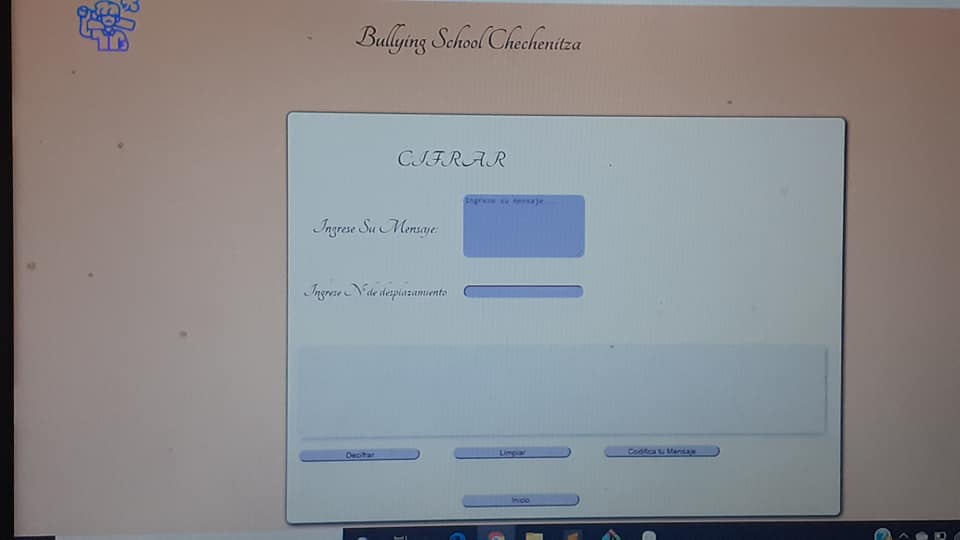 Bullying School Chechenitza
CIFRAR
Ingrese Su Mensaje:
Ingrese su mensaje...
Ingrese N° de desplazamiento
Decifrar
Limpiar
Codifica tu Mensaje
Inicio